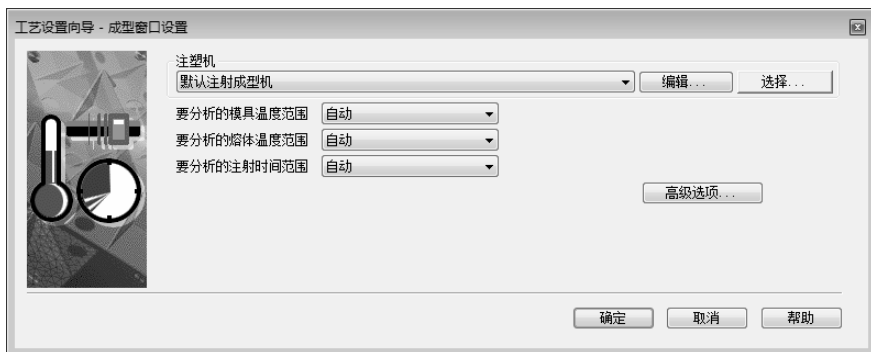 工艺设置向导 - 成型窗口设置
注塑机
默认注射成型机 编辑... 选择...
要分析的模具温度范围 自动
要分析的熔体温度范围 自动
要分析的注射时间范围 自动
高级选项...
确定 取消 帮助